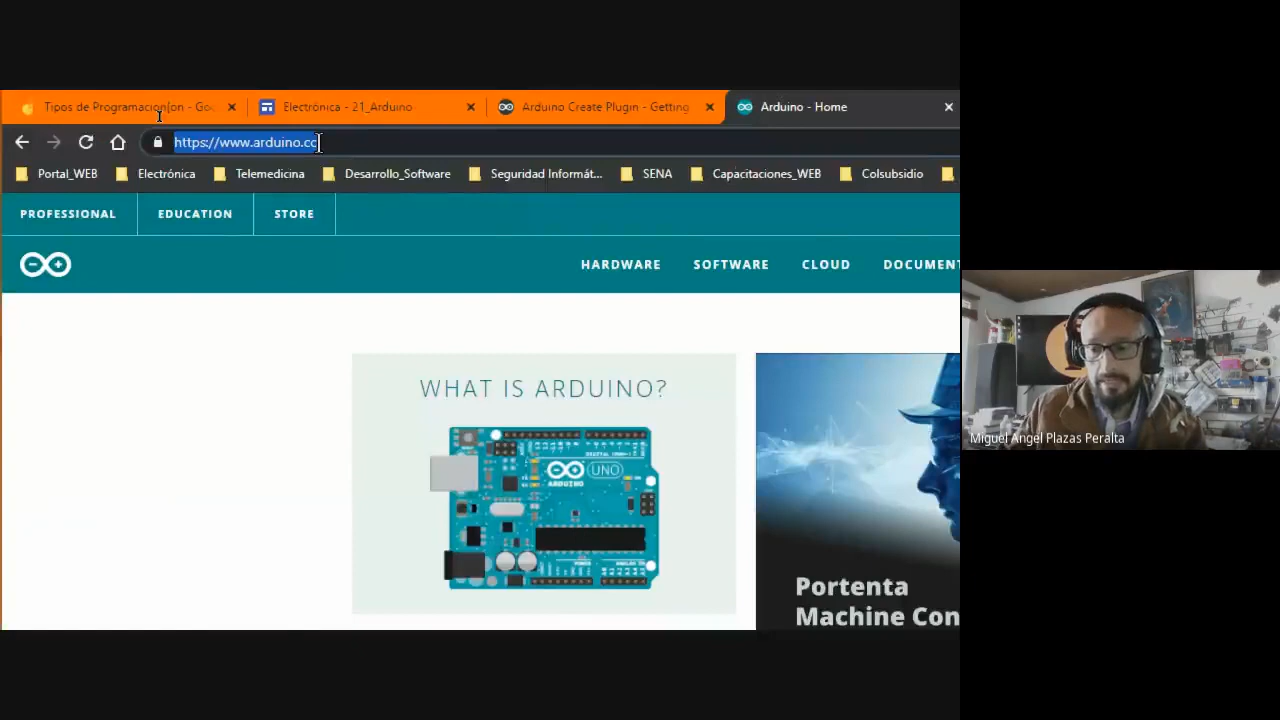 Tipos de Programación - Go
Electrónica - 21_Arduino
Arduino Create Plugin - Getting
Arduino - Home
https://www.arduino.cc
Portal_WEB
Electrónica
Telemedicina
Desarrollo_Software
Seguridad Informát...
SENA
Capacitaciones_WEB
Colsubsidio
PROFESSIONAL
EDUCATION
STORE
HARDWARE
SOFTWARE
CLOUD
DOCUMENT
WHAT IS ARDUINO?
UNO
ARDUINO
Portenta
Machine Con
Miguel Angel Plazas Peralta